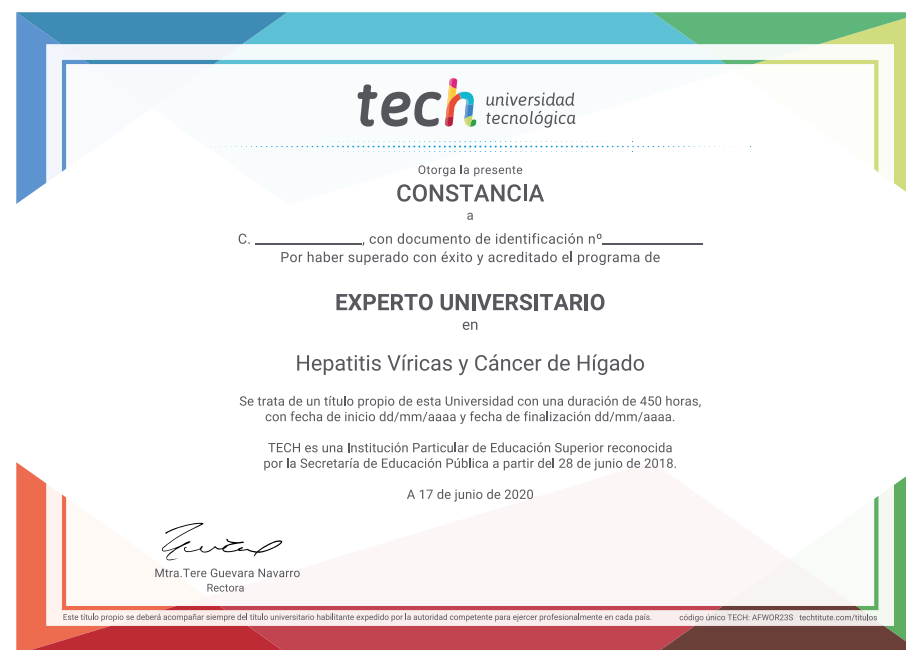 tech universidad
tecnológica
Otorga la presente
CONSTANCIA
a
C. ____________, con documento de identificación nº____________
Por haber superado con éxito y acreditado el programa de
EXPERTO UNIVERSITARIO
en
Hepatitis Víricas y Cáncer de Hígado
Se trata de un título propio de esta Universidad con una duración de 450 horas,
con fecha de inicio dd/mm/aaaa y fecha de finalización dd/mm/aaaa.
TECH es una Institución Particular de Educación Superior reconocida
por la Secretaría de Educación Pública a partir del 28 de junio de 2018.
A 17 de junio de 2020
Mtra.Tere Guevara Navarro
Rectora
Este título propio se deberá acompañar siempre del título universitario habilitante expedido por la autoridad competente para ejercer profesionalmente en cada país. código único TECH: AFWOR23S techtitute.com/titulos